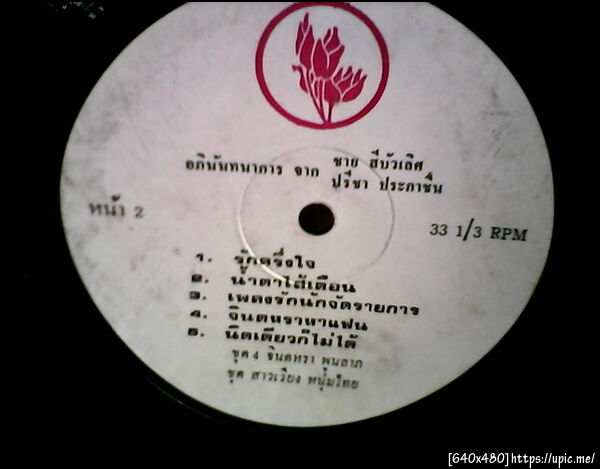 อภินันทนาการ จาก ชาย สีบัวเลิศ
ปรีชา ประกาชื่น
หน้า 2
33 1/3 RPM
๑. รักครึ่งใจ
๒. น้ำตาไส้เดือน
๓. เพลงรักนักจัดรายการ
๔. จินตหราหาแฟน
๕. นิดเดียวก็ไม่ได้
ชุด 4 จินตหรา พูนลาภ
ชุด สาวเวียง หนุ่มไทย
[640x480]https://upic.me/